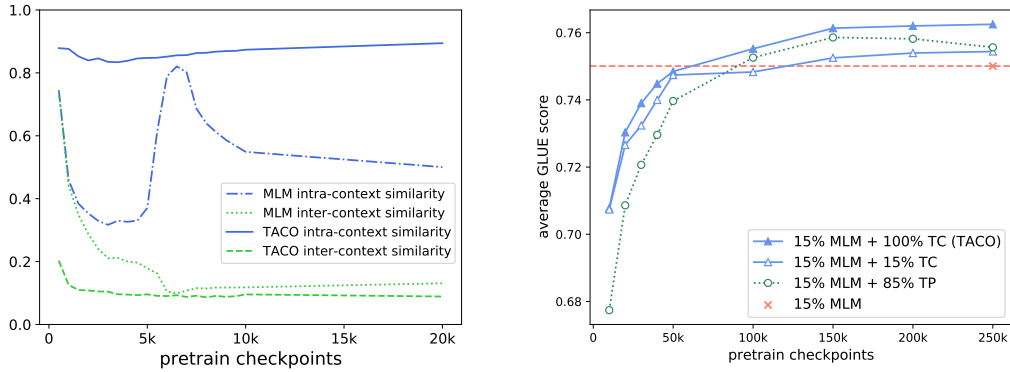 1.0
0.8
0.6
0.4
0.2
0.0
MLM intra-context similarity
MLM inter-context similarity
TACO intra-context similarity
TACO inter-context similarity
0
5k
10k
15k
20k
pretrain checkpoints
average GLUE score
0.76
0.74
0.72
0.70
0.68
15% MLM + 100% TC (TACO)
15% MLM + 15% TC
15% MLM + 85% TP
15% MLM
0
50k
100k
150k
200k
250k
pretrain checkpoints